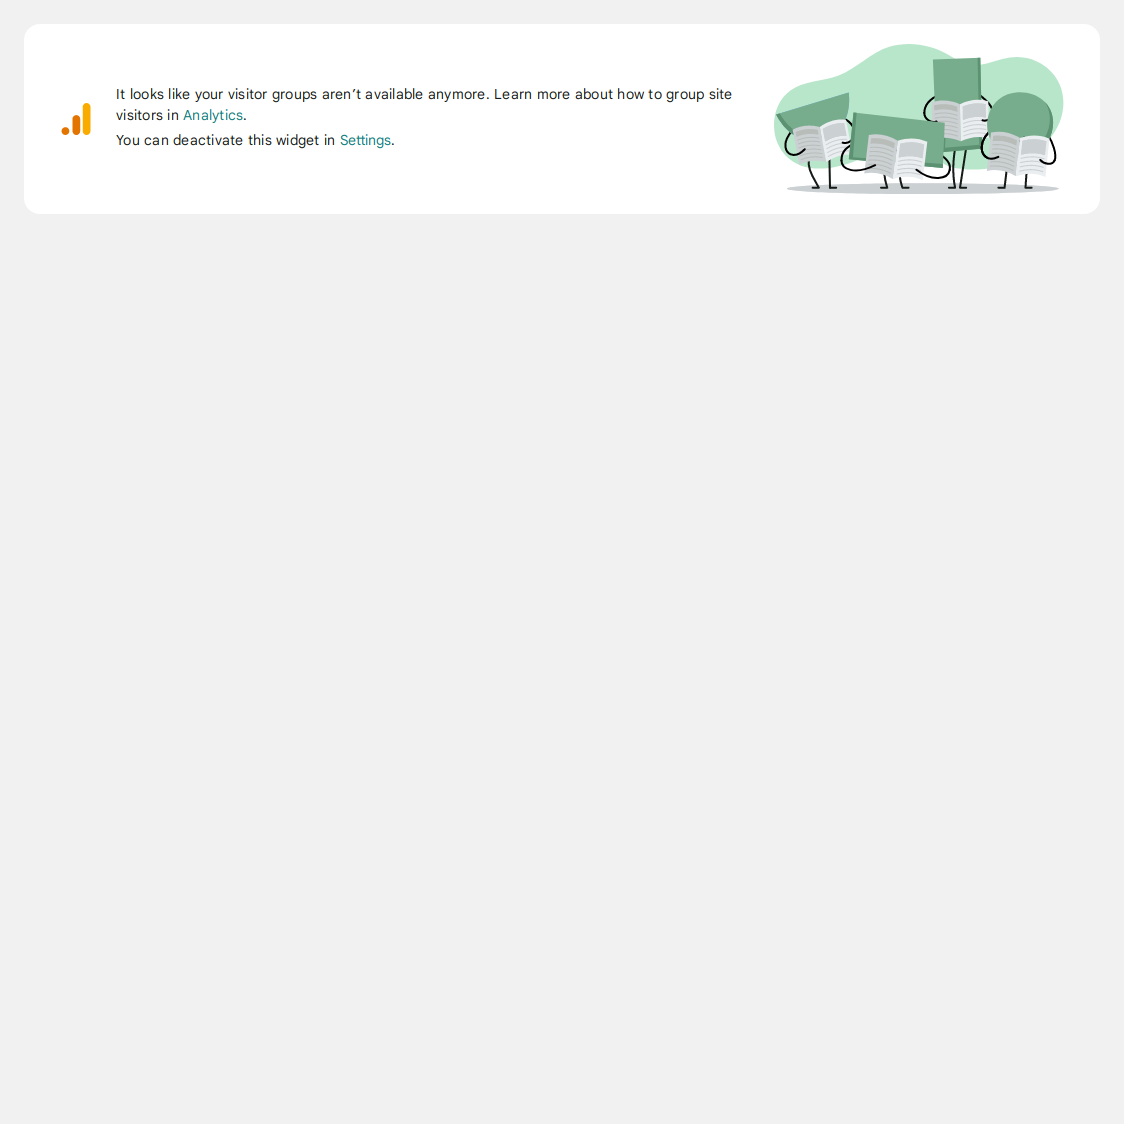 It looks like your visitor groups aren’t available anymore. Learn more about how to group site
visitors in Analytics.
You can deactivate this widget in Settings.